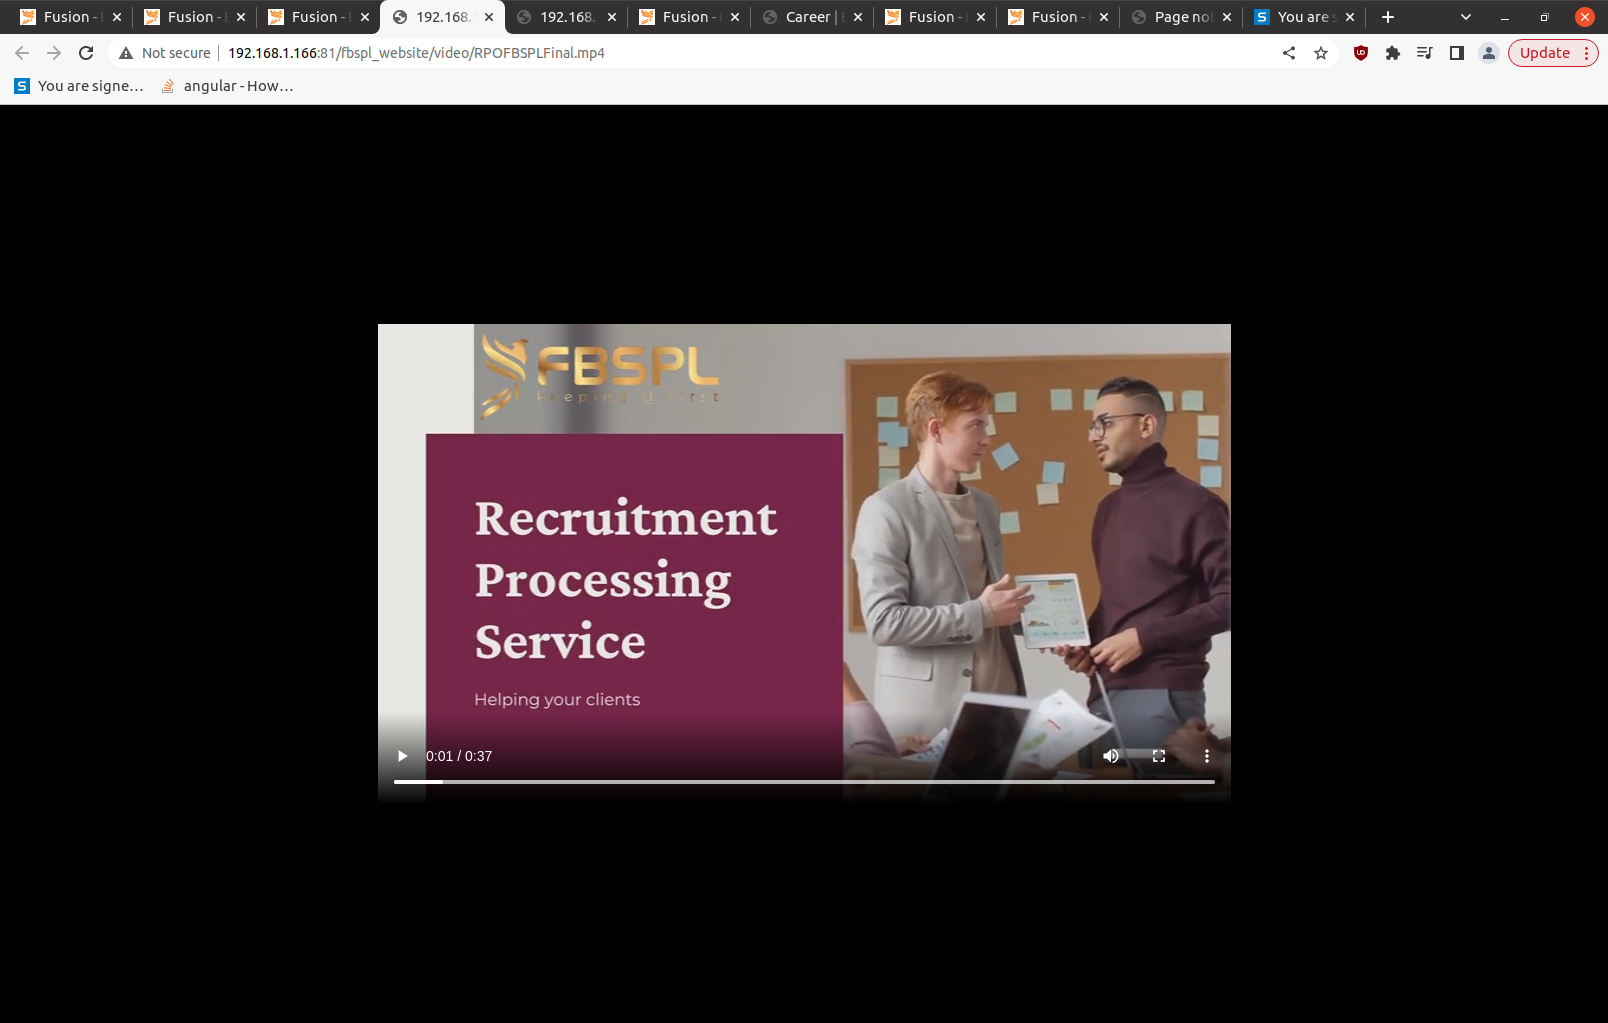 Fusion -
Fusion -
Fusion -
192.168.
192.168.
Fusion -
Career |
Fusion -
Fusion -
Page no
You are s
Not secure
192.168.1.166:81/fbspl_website/video/RPOFBSPLFinal.mp4
Update
You are signe…
angular - How…
FBSPL
keeping u first
Recruitment
Processing
Service
Helping your clients
0:01 / 0:37